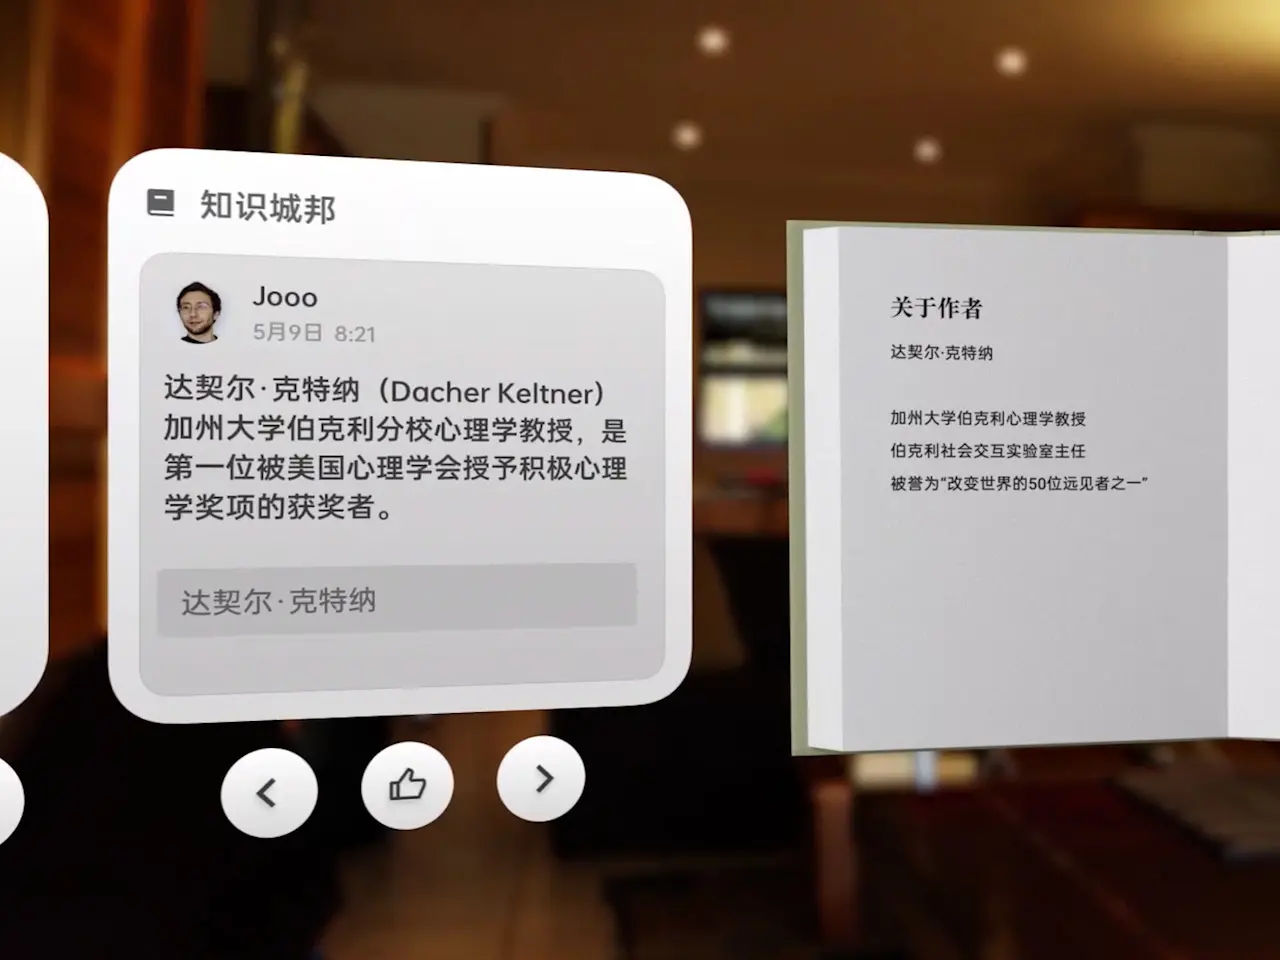 知识城邦
Jooo
5月9日 8:21
达契尔·克特纳（Dacher Keltner）
加州大学伯克利分校心理学教授，是
第一位被美国心理学会授予积极心理
学奖项的获奖者。
达契尔·克特纳
关于作者
达契尔·克特纳
加州大学伯克利心理学教授
伯克利社会交互实验室主任
被誉为“改变世界的50位远见者之一”